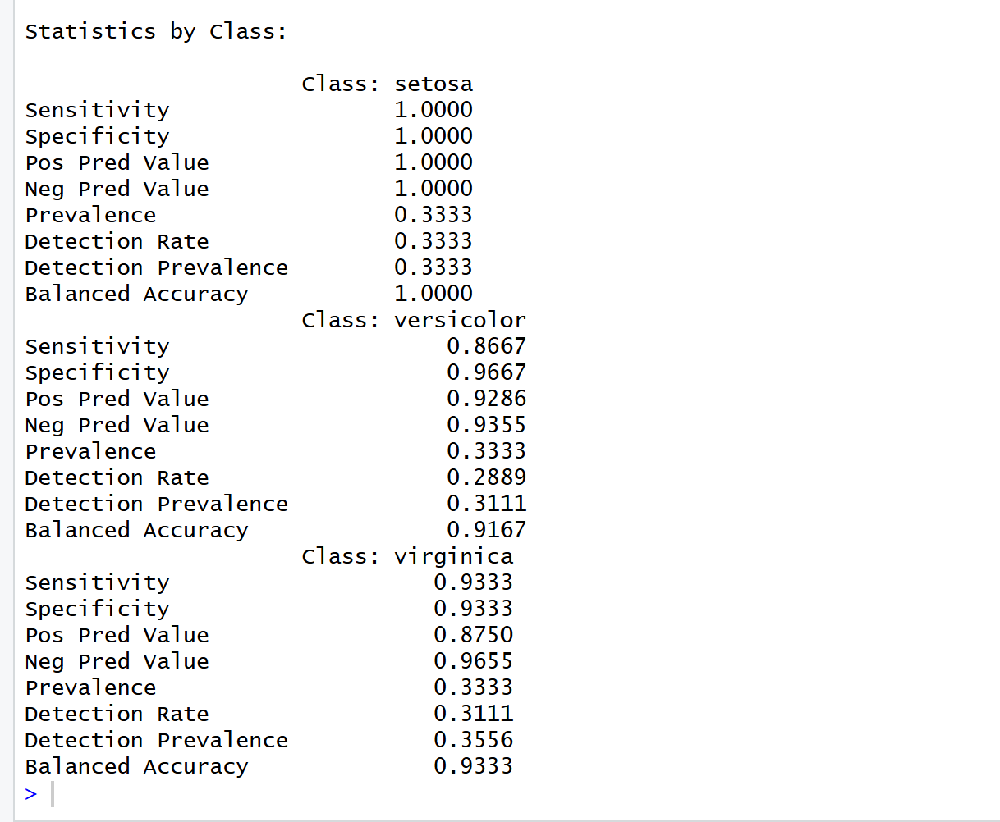 Statistics by Class:
                     Class: setosa
Sensitivity                 1.0000
Specificity                 1.0000
Pos Pred Value              1.0000
Neg Pred Value              1.0000
Prevalence                  0.3333
Detection Rate              0.3333
Detection Prevalence        0.3333
Balanced Accuracy           1.0000
                     Class: versicolor
Sensitivity                     0.8667
Specificity                     0.9667
Pos Pred Value                  0.9286
Neg Pred Value                  0.9355
Prevalence                      0.3333
Detection Rate                  0.2889
Detection Prevalence            0.3111
Balanced Accuracy               0.9167
                     Class: virginica
Sensitivity                    0.9333
Specificity                    0.9333
Pos Pred Value                 0.8750
Neg Pred Value                 0.9655
Prevalence                     0.3333
Detection Rate                 0.3111
Detection Prevalence           0.3556
Balanced Accuracy              0.9333
>